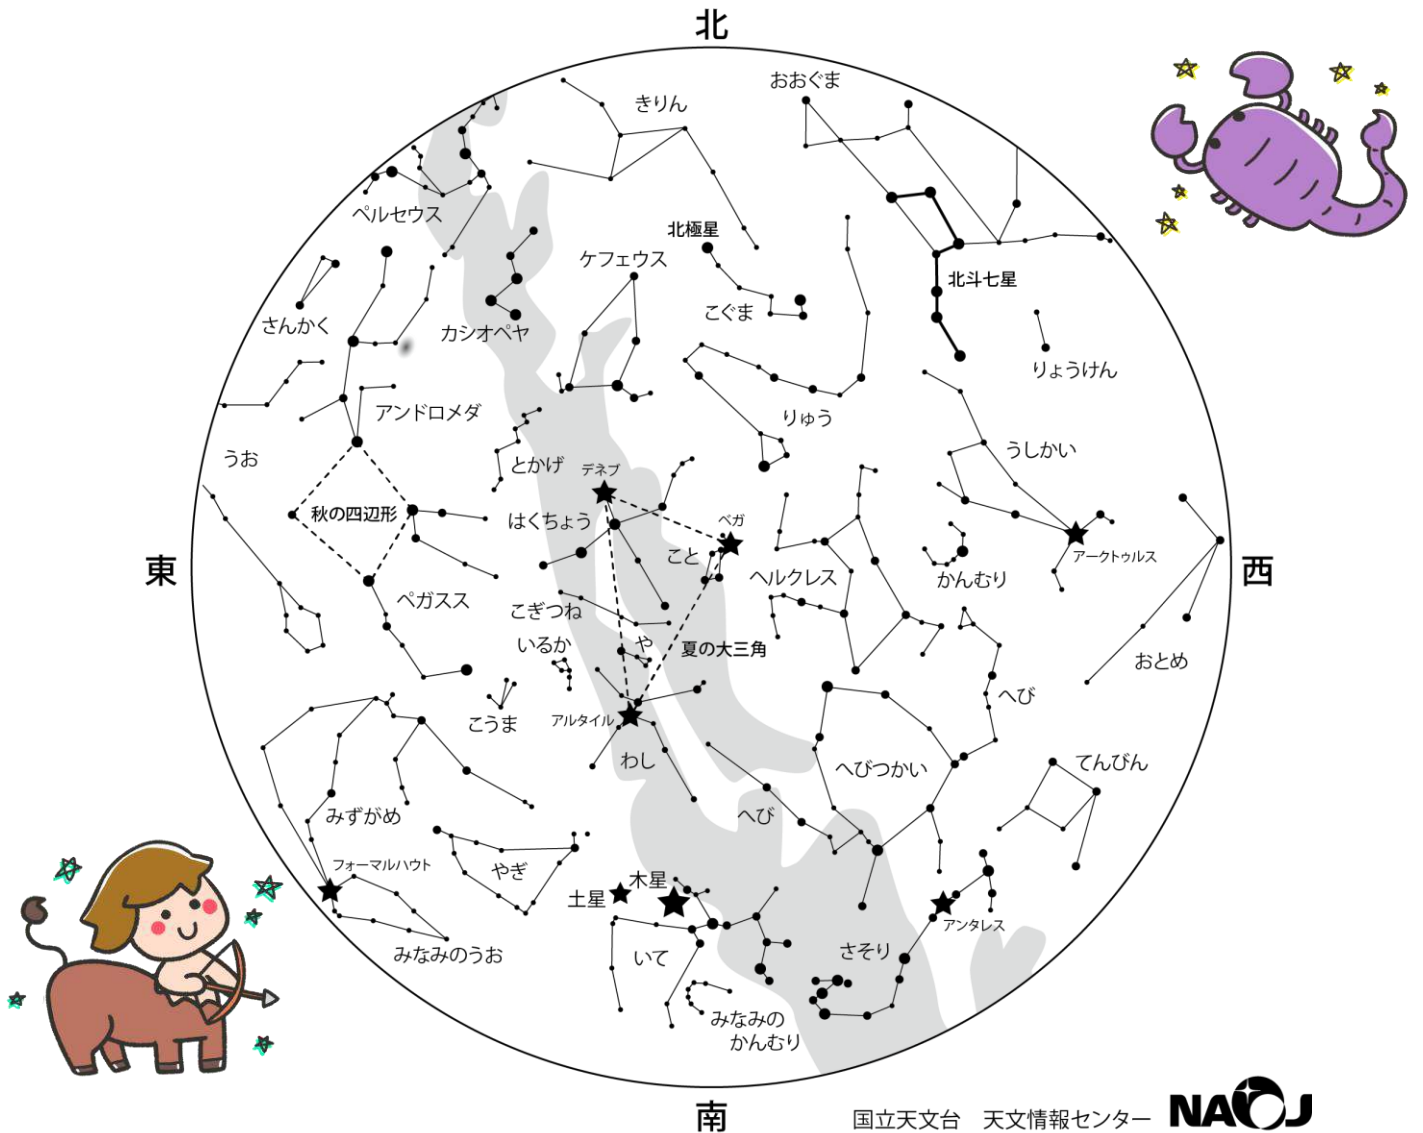 北
おおぐま
きりん
ペルセウス
北極星
ケフェウス
北斗七星
さんかく
カシオペヤ
こぐま
りょうけん
アンドロメダ
りゅう
うお
うしかい
とかげ
デネブ
秋の四辺形
はくちょう
ベガ
こと
アークトゥルス
東
西
ヘルクレス
かんむり
ペガスス
こぎつね
いるか
や
夏の大三角
おとめ
こうま
アルタイル
へび
わし
へびつかい
てんびん
みずがめ
へび
フォーマルハウト
やぎ
木星
土星
アンタレス
みなみのうお
いて
さそり
みなみの
かんむり
南
国立天文台 天文情報センター NAOJ